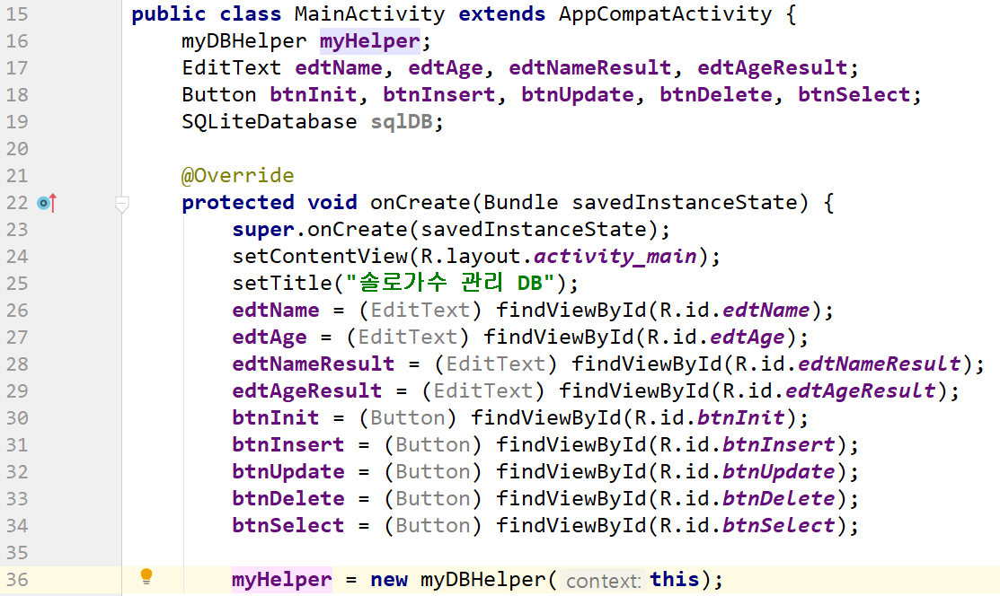 15 public class MainActivity extends AppCompatActivity {
16     myDBHelper myHelper;
17     EditText edtName, edtAge, edtNameResult, edtAgeResult;
18     Button btnInit, btnInsert, btnUpdate, btnDelete, btnSelect;
19     SQLiteDatabase sqlDB;
20
21     @Override
22     protected void onCreate(Bundle savedInstanceState) {
23         super.onCreate(savedInstanceState);
24         setContentView(R.layout.activity_main);
25         setTitle("솔로가수 관리 DB");
26         edtName = (EditText) findViewById(R.id.edtName);
27         edtAge = (EditText) findViewById(R.id.edtAge);
28         edtNameResult = (EditText) findViewById(R.id.edtNameResult);
29         edtAgeResult = (EditText) findViewById(R.id.edtAgeResult);
30         btnInit = (Button) findViewById(R.id.btnInit);
31         btnInsert = (Button) findViewById(R.id.btnInsert);
32         btnUpdate = (Button) findViewById(R.id.btnUpdate);
33         btnDelete = (Button) findViewById(R.id.btnDelete);
34         btnSelect = (Button) findViewById(R.id.btnSelect);
35
36         myHelper = new myDBHelper( context: this);